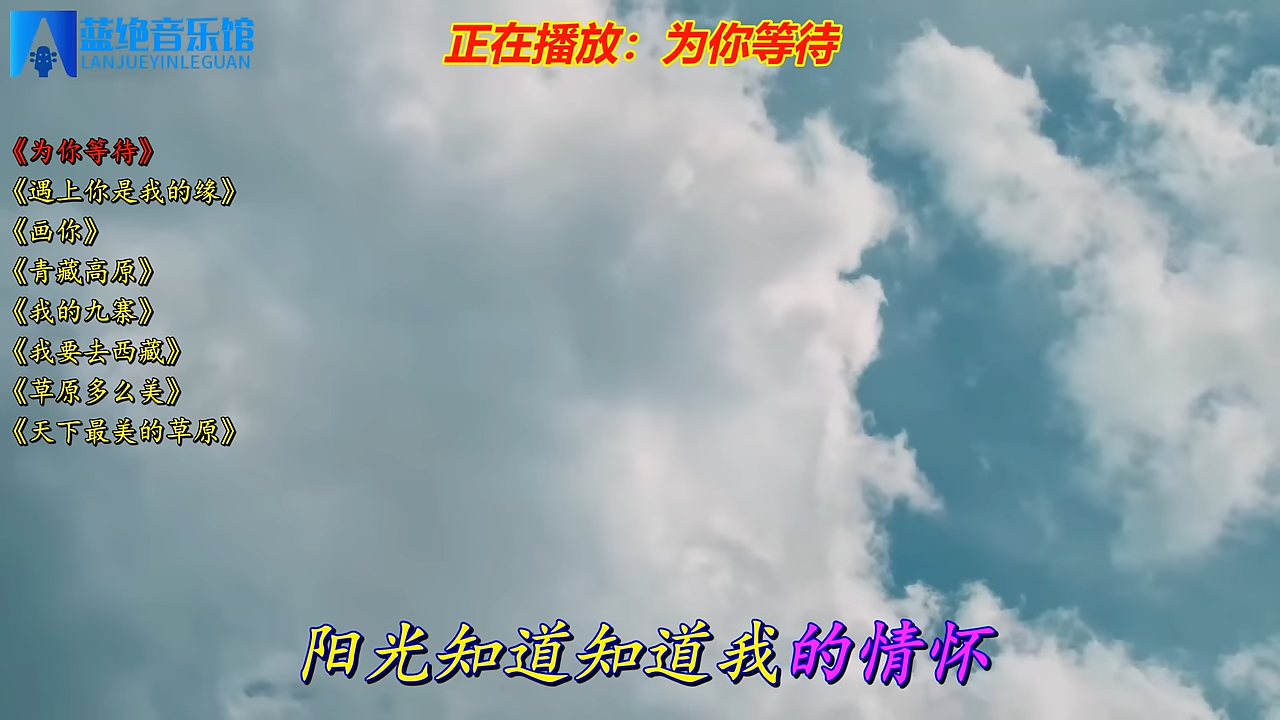 蓝绝音乐馆
LANJUEYINLEGUAN
正在播放：为你等待
《为你等待》
《遇上你是我的缘》
《画你》
《青藏高原》
《我的九寨》
《我要去西藏》
《草原多么美》
《天下最美的草原》
阳光知道知道我的情怀